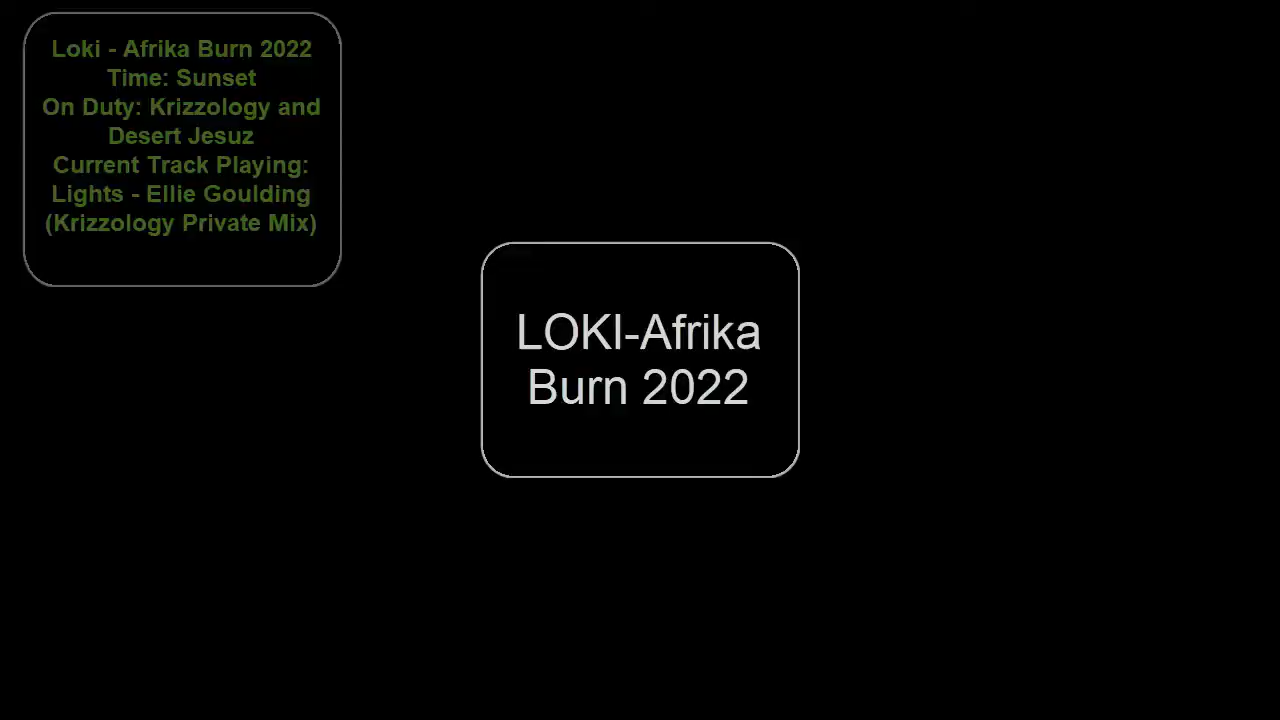 Loki - Afrika Burn 2022
Time: Sunset
On Duty: Krizzology and
Desert Jesuz
Current Track Playing:
Lights - Ellie Goulding
(Krizzology Private Mix)
LOKI-Afrika
Burn 2022